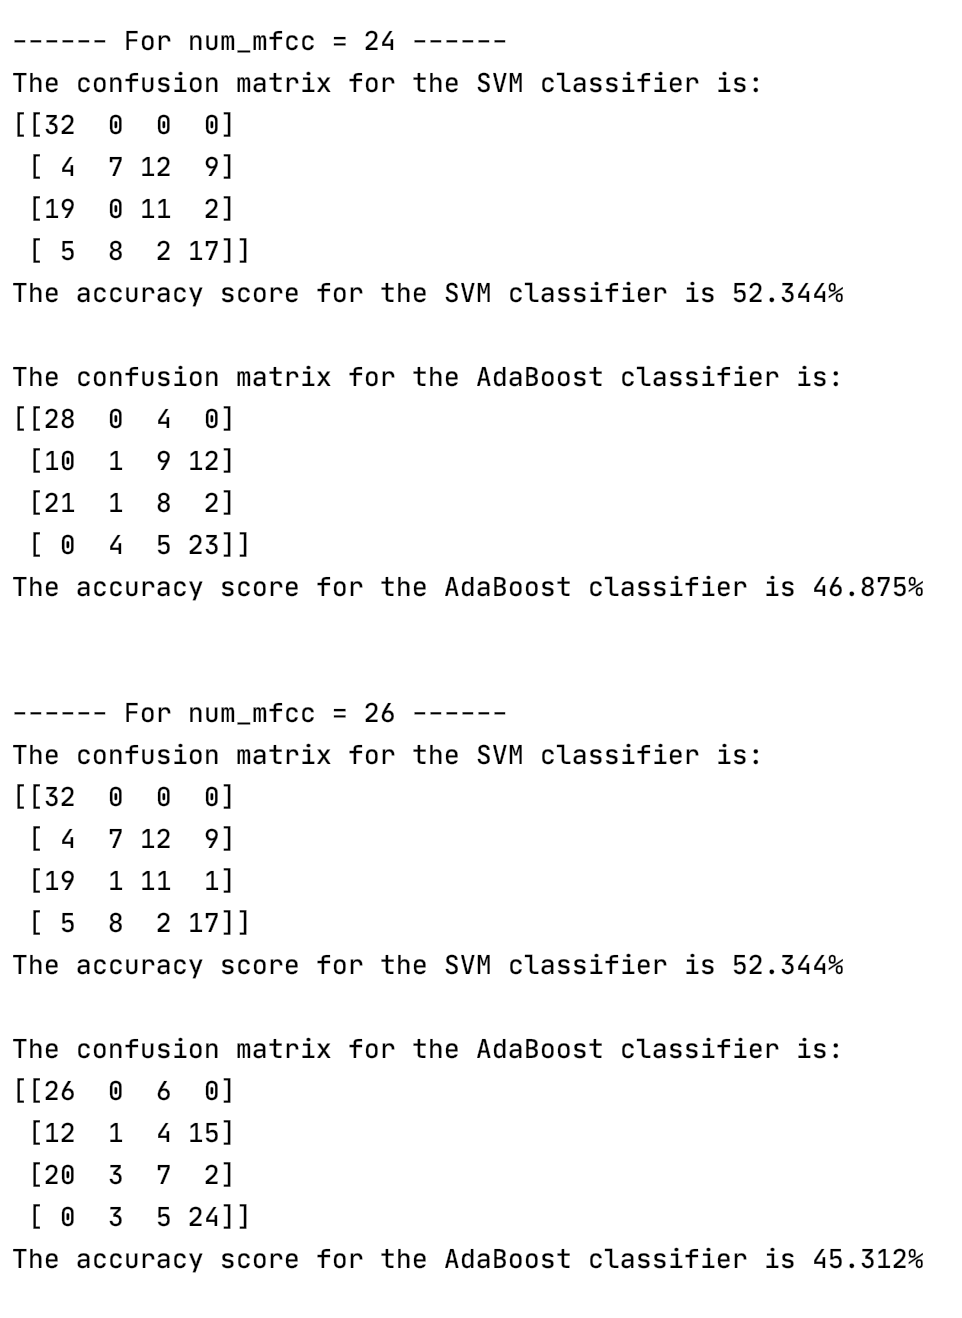 ------ For num_mfcc = 24 ------
The confusion matrix for the SVM classifier is:
[[32  0  0  0]
 [ 4  7 12  9]
 [19  0 11  2]
 [ 5  8  2 17]]
The accuracy score for the SVM classifier is 52.344%
The confusion matrix for the AdaBoost classifier is:
[[28  0  4  0]
 [10  1  9 12]
 [21  1  8  2]
 [ 0  4  5 23]]
The accuracy score for the AdaBoost classifier is 46.875%
------ For num_mfcc = 26 ------
The confusion matrix for the SVM classifier is:
[[32  0  0  0]
 [ 4  7 12  9]
 [19  1 11  1]
 [ 5  8  2 17]]
The accuracy score for the SVM classifier is 52.344%
The confusion matrix for the AdaBoost classifier is:
[[26  0  6  0]
 [12  1  4 15]
 [20  3  7  2]
 [ 0  3  5 24]]
The accuracy score for the AdaBoost classifier is 45.312%